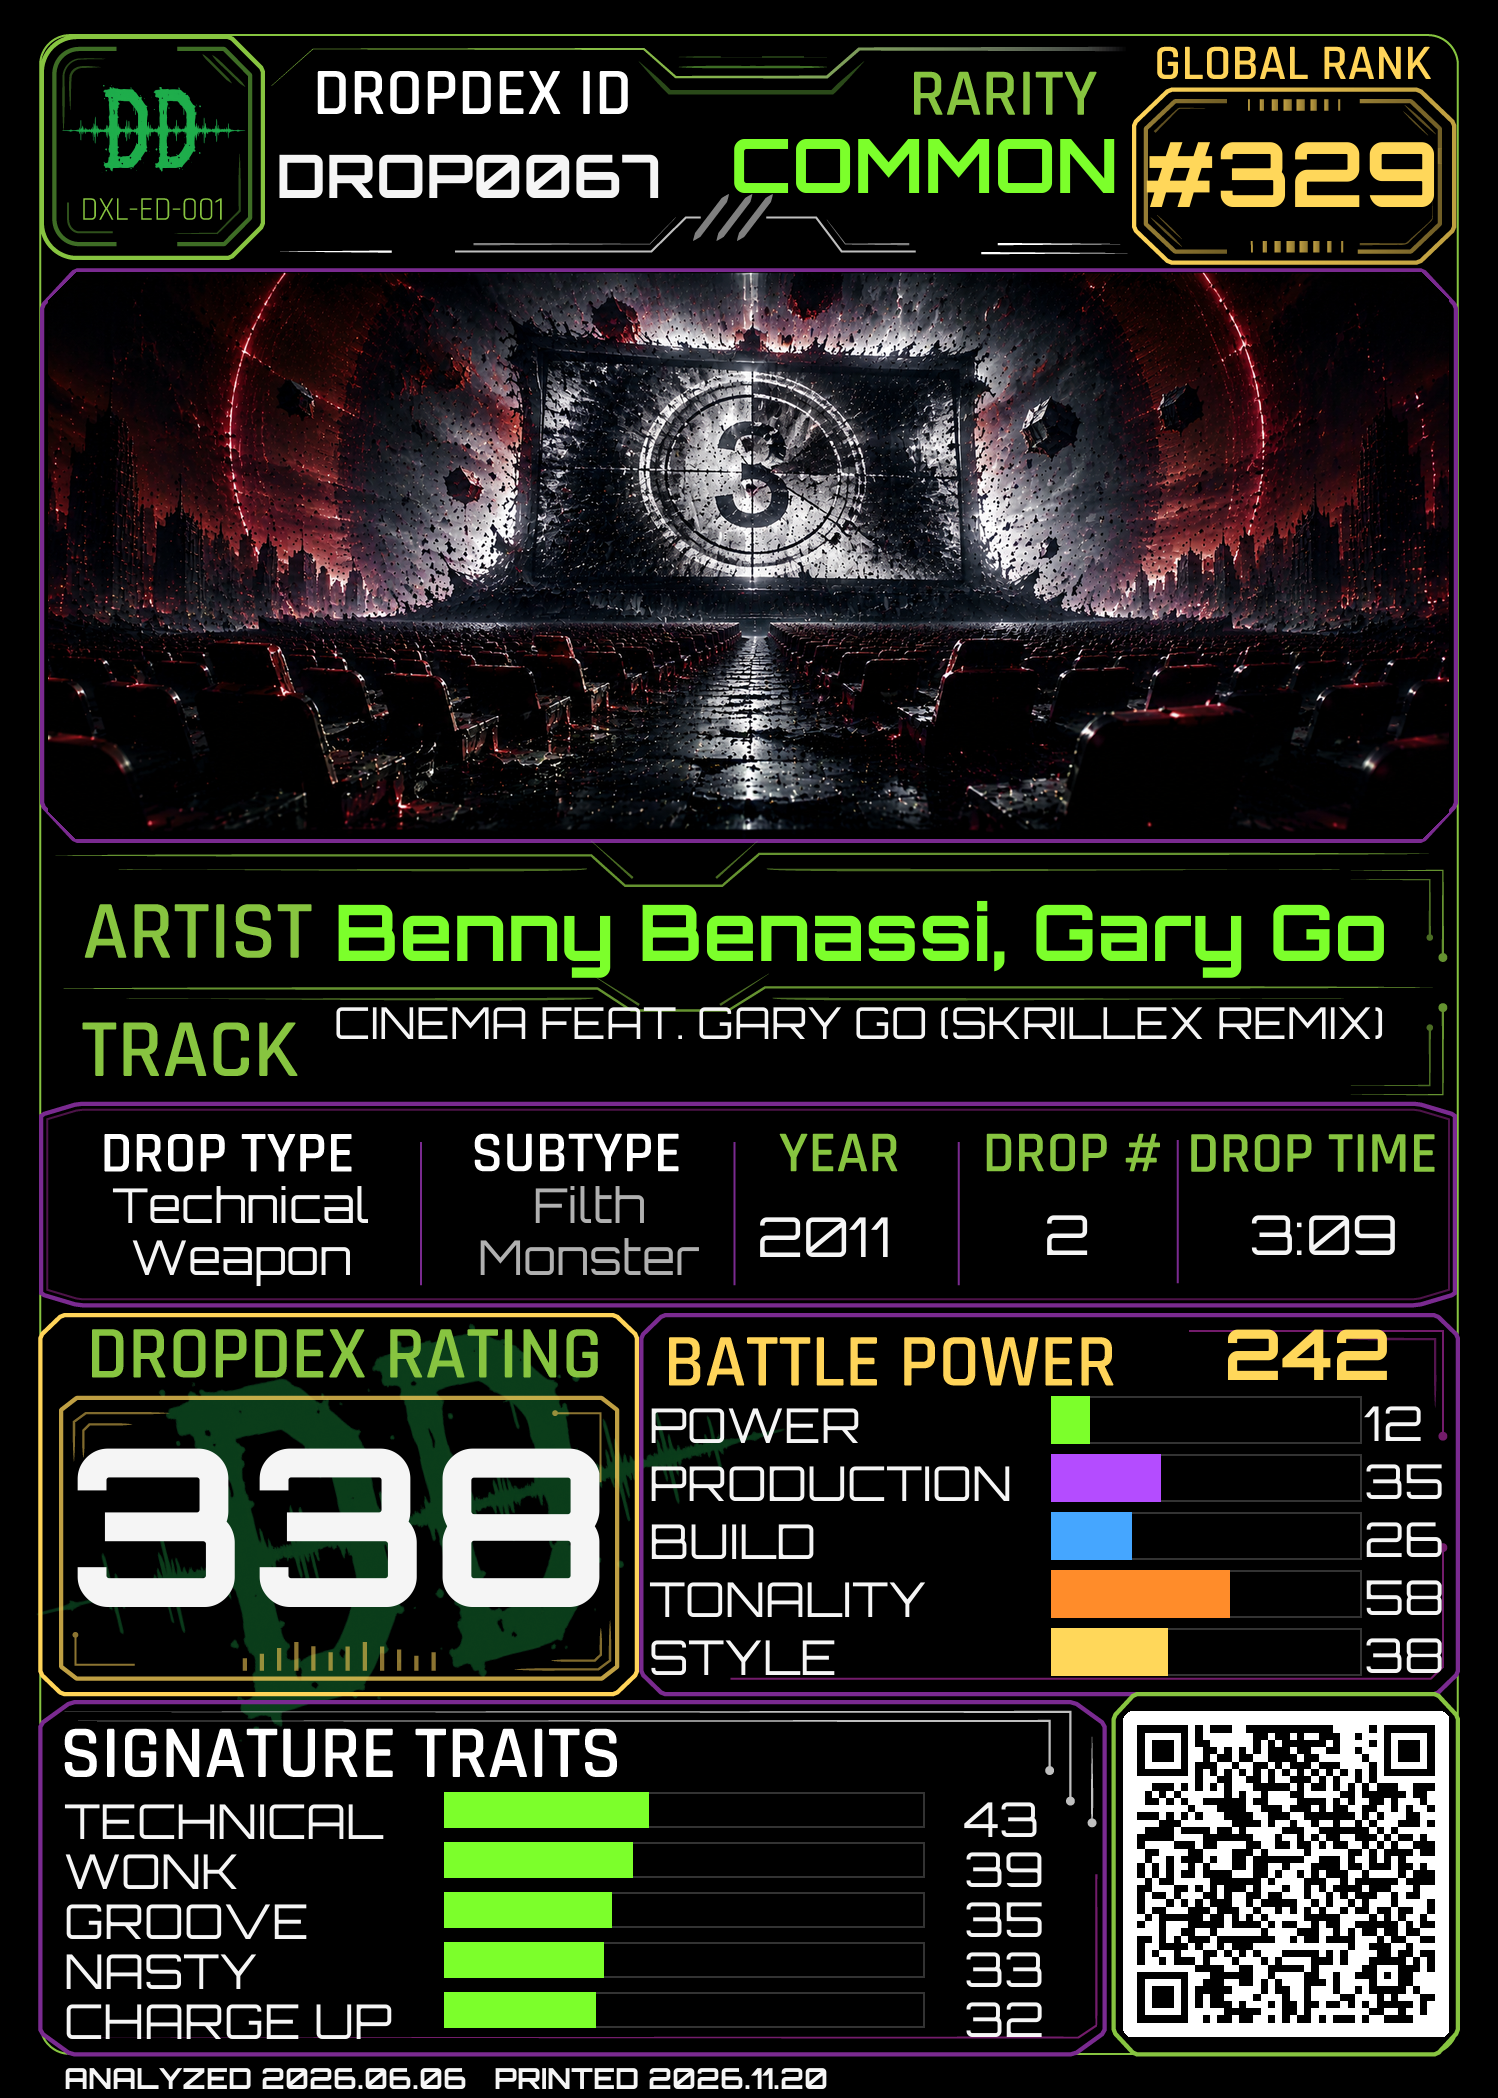 DD
DXL-ED-001
DROPDEX ID
DROP0067
RARITY
COMMON
GLOBAL RANK
#329
3
ARTIST Benny Benassi, Gary Go
TRACK CINEMA FEAT. GARY GO (SKRILLEX REMIX)
DROP TYPE
Technical
Weapon
SUBTYPE
Filth
Monster
YEAR
2011
DROP #
2
DROP TIME
3:09
DROPDEX RATING
338
BATTLE POWER 242
POWER 12
PRODUCTION 35
BUILD 26
TONALITY 58
STYLE 38
SIGNATURE TRAITS
TECHNICAL 43
WONK 39
GROOVE 35
NASTY 33
CHARGE UP 32
ANALYZED 2026.06.06 PRINTED 2026.11.20